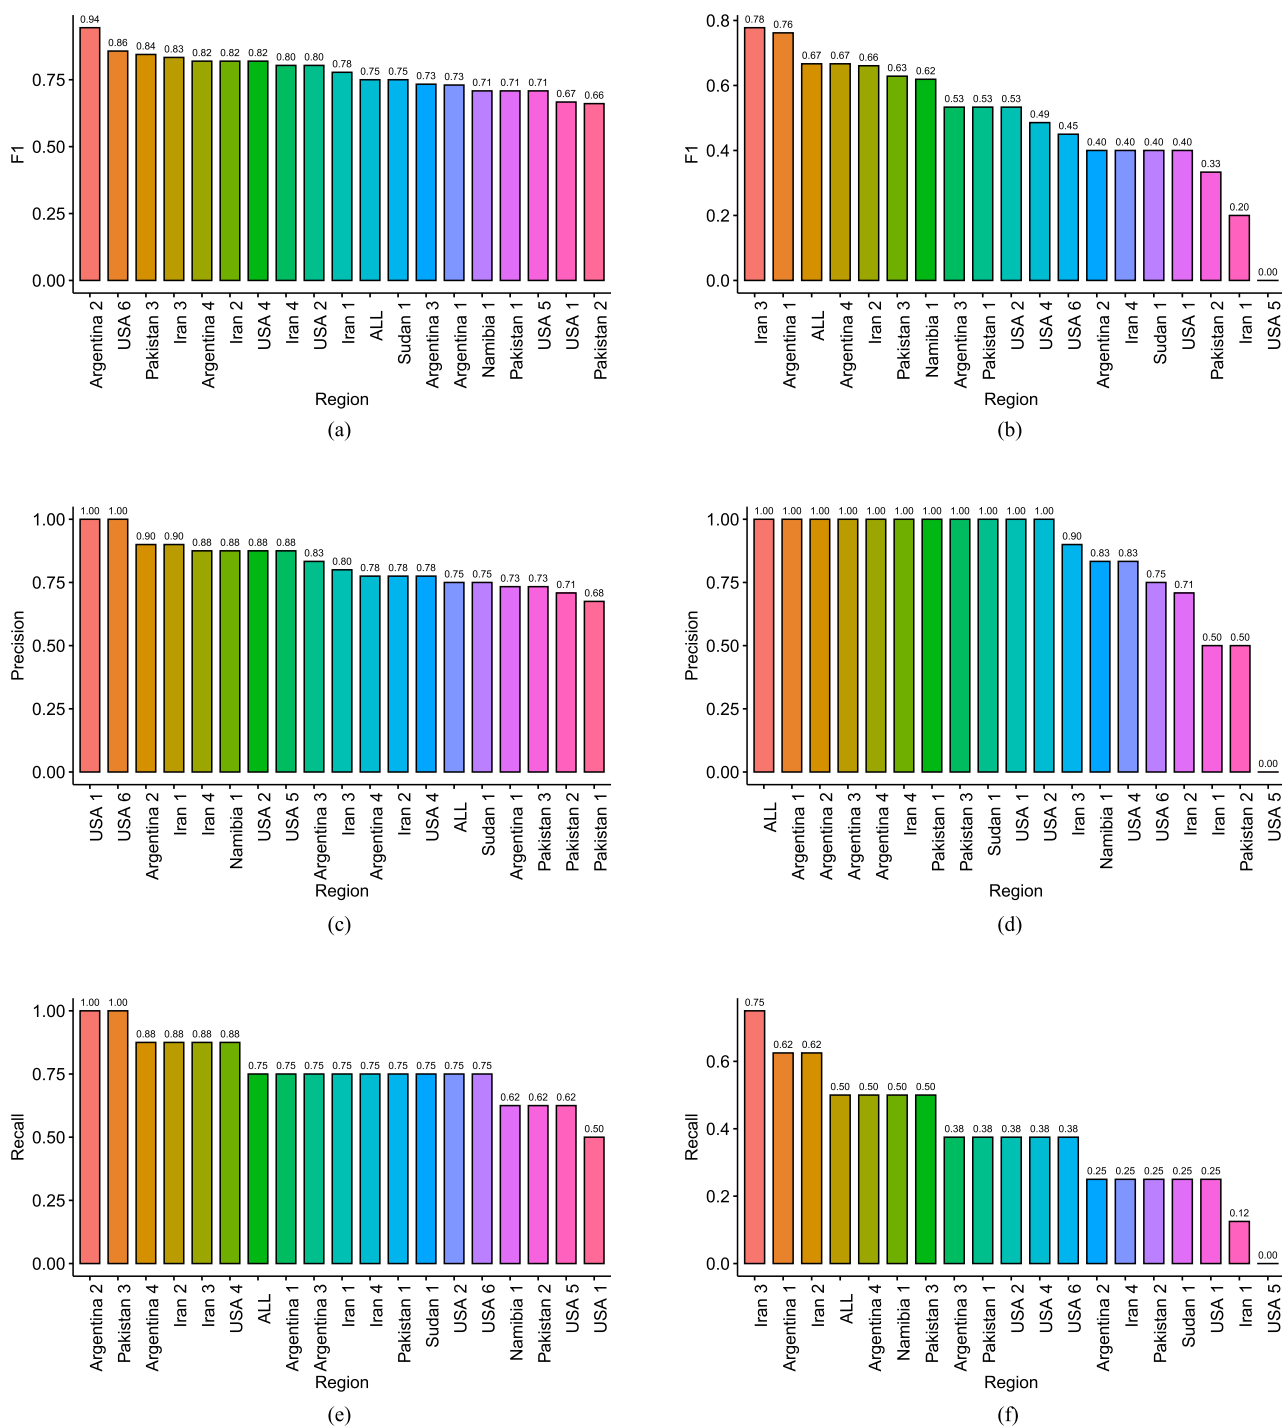 0.94
0.86
0.84
0.83
0.82
0.82
0.82
0.80
0.80
0.78
0.75
0.75
0.73
0.73
0.71
0.71
0.71
0.67
0.66
F1
0.75
0.50
0.25
0.00
Argentina 2
USA 6
Pakistan 3
Iran 3
Argentina 4
Iran 2
USA 4
Iran 4
USA 2
Iran 1
ALL
Sudan 1
Argentina 3
Argentina 1
Namibia 1
Pakistan 1
USA 5
USA 1
Pakistan 2
Region
(a)
0.78
0.76
0.67
0.67
0.66
0.63
0.62
0.53
0.53
0.53
0.49
0.45
0.40
0.40
0.40
0.40
0.33
0.20
0.00
F1
0.8
0.6
0.4
0.2
0.0
Iran 3
Argentina 1
ALL
Argentina 4
Iran 2
Pakistan 3
Namibia 1
Argentina 3
Pakistan 1
USA 2
USA 4
USA 6
Argentina 2
Iran 4
Sudan 1
USA 1
Pakistan 2
Iran 1
USA 5
Region
(b)
1.00
1.00
0.90
0.90
0.88
0.88
0.88
0.88
0.83
0.80
0.78
0.78
0.78
0.75
0.75
0.73
0.73
0.71
0.68
Precision
1.00
0.75
0.50
0.25
0.00
USA 1
USA 6
Argentina 2
Iran 1
Iran 4
Namibia 1
USA 2
USA 5
Argentina 3
Iran 3
Argentina 4
Iran 2
USA 4
ALL
Sudan 1
Argentina 1
Pakistan 3
Pakistan 2
Pakistan 1
Region
(c)
1.00
1.00
1.00
1.00
1.00
1.00
1.00
1.00
1.00
1.00
1.00
0.90
0.83
0.83
0.75
0.71
0.50
0.50
0.00
Precision
1.00
0.75
0.50
0.25
0.00
ALL
Argentina 1
Argentina 2
Argentina 3
Argentina 4
Iran 4
Pakistan 1
Pakistan 3
Sudan 1
USA 1
USA 2
Iran 3
Namibia 1
USA 4
USA 6
Iran 2
Iran 1
Pakistan 2
USA 5
Region
(d)
1.00
1.00
0.88
0.88
0.88
0.88
0.75
0.75
0.75
0.75
0.75
0.75
0.75
0.75
0.75
0.62
0.62
0.62
0.50
Recall
1.00
0.75
0.50
0.25
0.00
Argentina 2
Pakistan 3
Argentina 4
Iran 2
Iran 3
USA 4
ALL
Argentina 1
Argentina 3
Iran 1
Iran 4
Pakistan 1
Sudan 1
USA 2
USA 6
Namibia 1
Pakistan 2
USA 5
USA 1
Region
(e)
0.75
0.62
0.62
0.50
0.50
0.50
0.50
0.38
0.38
0.38
0.38
0.38
0.25
0.25
0.25
0.25
0.25
0.12
0.00
Recall
0.6
0.4
0.2
0.0
Iran 3
Argentina 1
Iran 2
ALL
Argentina 4
Namibia 1
Pakistan 3
Argentina 3
Pakistan 1
USA 2
USA 4
USA 6
Argentina 2
Iran 4
Pakistan 2
Sudan 1
USA 1
Iran 1
USA 5
Region
(f)